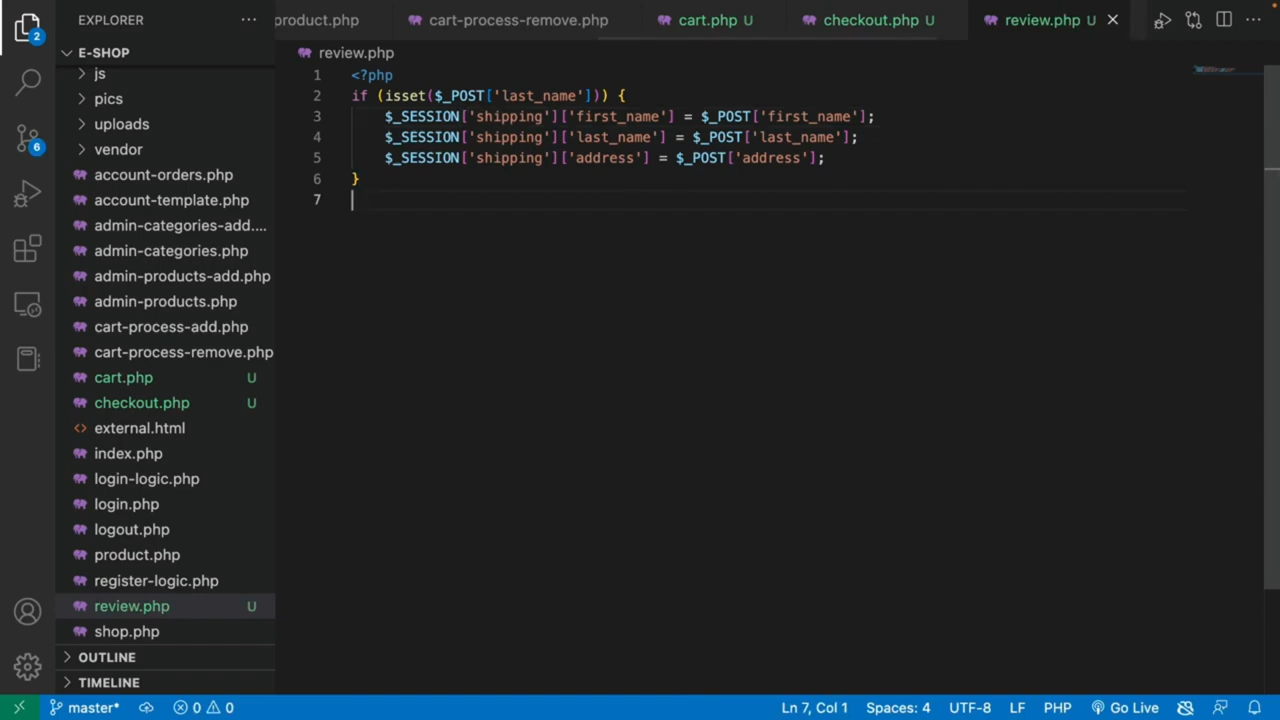 EXPLORER
product.php
cart-process-remove.php
cart.php U
checkout.php U
review.php U
2
E-SHOP
js
pics
uploads
vendor
account-orders.php
account-template.php
admin-categories-add....
admin-categories.php
admin-products-add.php
admin-products.php
cart-process-add.php
cart-process-remove.php
cart.php U
checkout.php U
external.html
index.php
login-logic.php
login.php
logout.php
product.php
register-logic.php
review.php U
shop.php
OUTLINE
TIMELINE
6
review.php
1 <?php
2 if (isset($_POST['last_name'])) {
3 $_SESSION['shipping']['first_name'] = $_POST['first_name'];
4 $_SESSION['shipping']['last_name'] = $_POST['last_name'];
5 $_SESSION['shipping']['address'] = $_POST['address'];
6 }
7
master* 0 0 Ln 7, Col 1 Spaces: 4 UTF-8 LF PHP Go Live